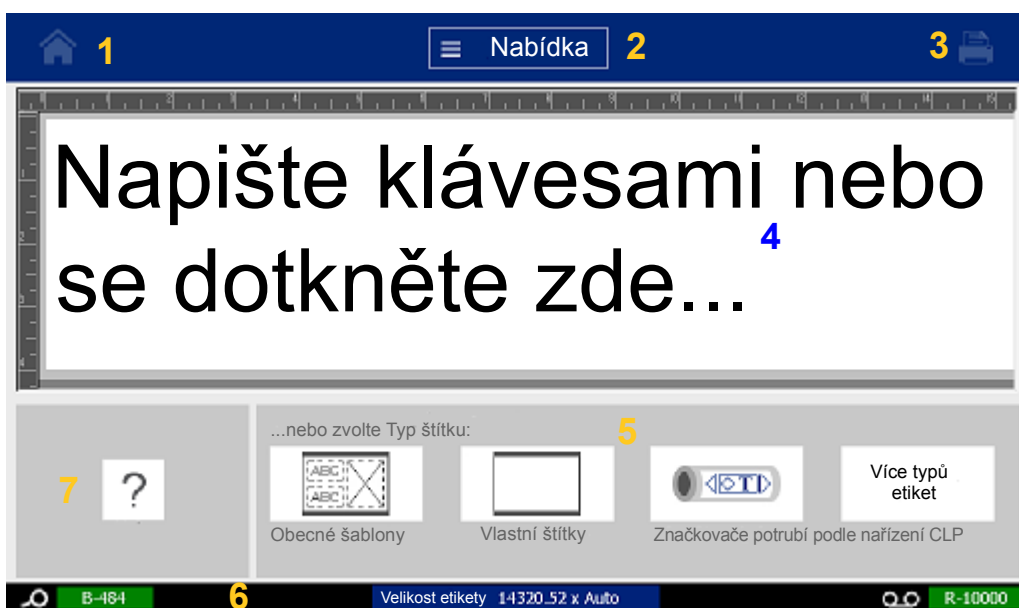 1
Nabídka 2
3
Napište klávesami nebo
4
se dotkněte zde...
...nebo zvolte Typ štítku:
5
7 ?
ABC
ABC
Více typů
etiket
Obecné šablony
Vlastní štítky
Značkovače potrubí podle nařízení CLP
B-484
6
Velikost etikety 14320.52 x Auto
R-10000